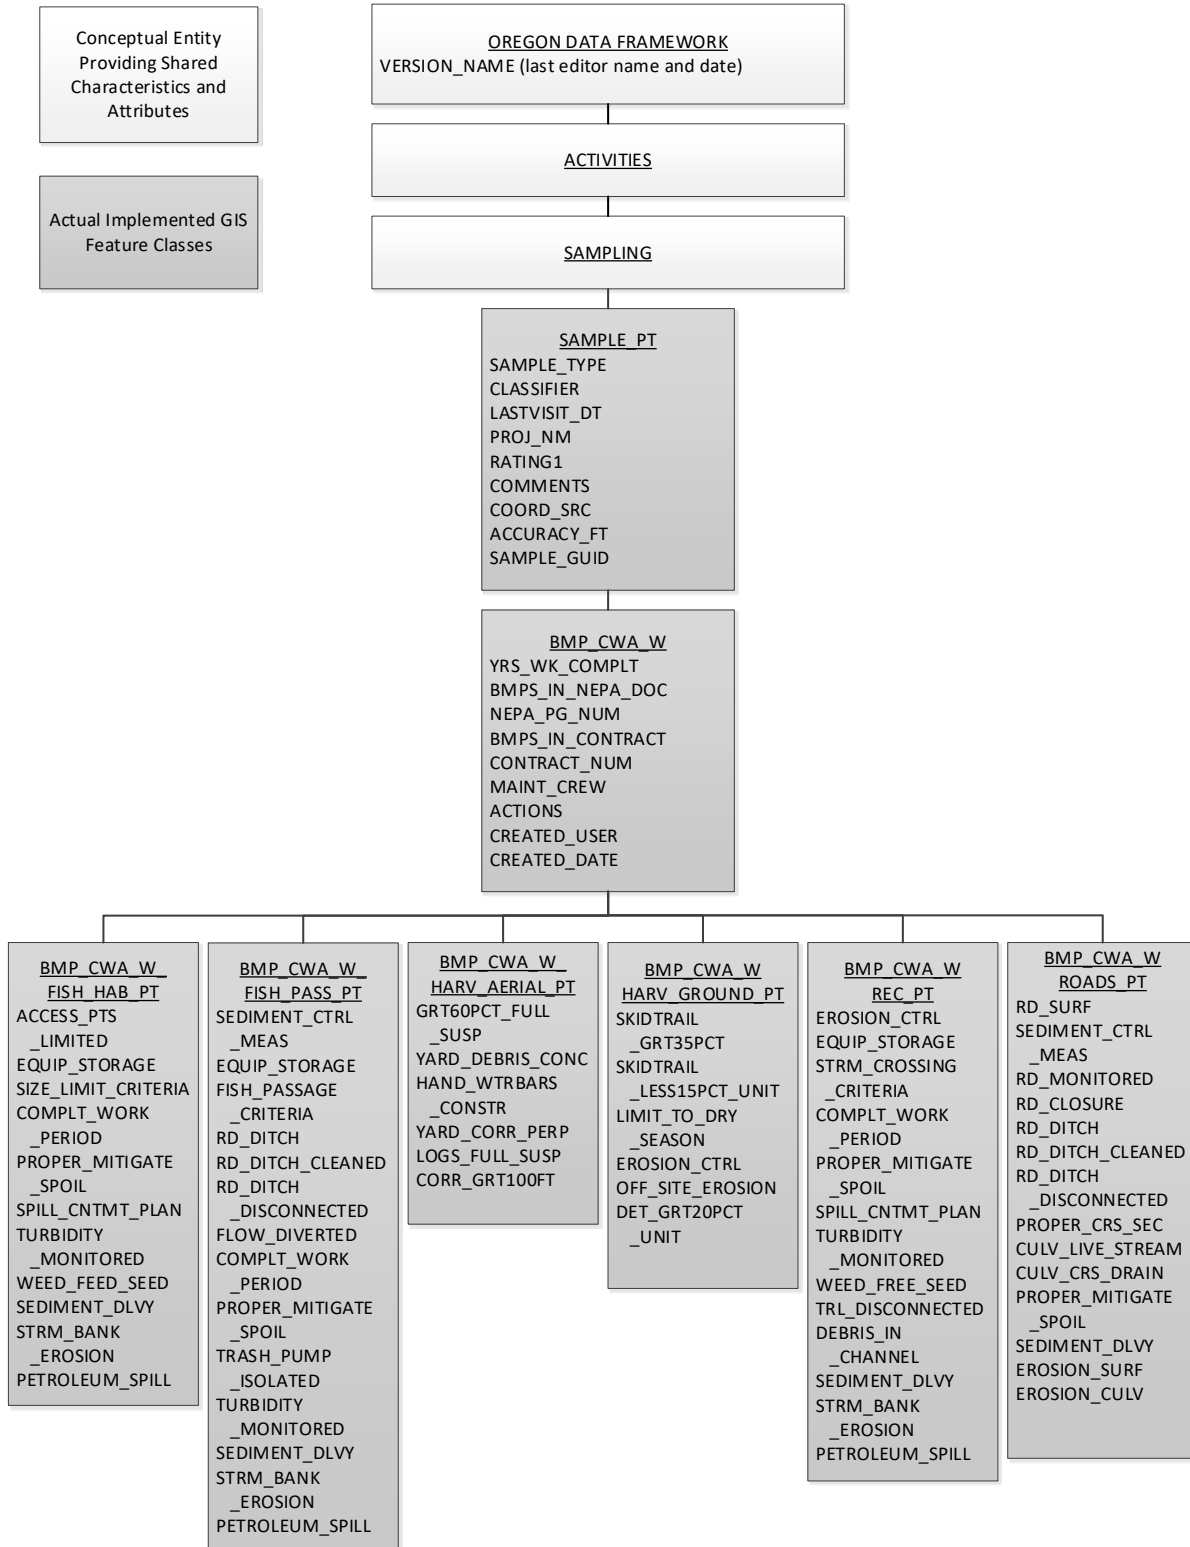 Conceptual Entity
Providing Shared
Characteristics and
Attributes
OREGON DATA FRAMEWORK
VERSION_NAME (last editor name and date)
ACTIVITIES
Actual Implemented GIS
Feature Classes
SAMPLING
SAMPLE_PT
SAMPLE_TYPE
CLASSIFIER
LASTVISIT_DT
PROJ_NM
RATING1
COMMENTS
COORD_SRC
ACCURACY_FT
SAMPLE_GUID
BMP_CWA_W
YRS_WK_COMPLT
BMPS_IN_NEPA_DOC
NEPA_PG_NUM
BMPS_IN_CONTRACT
CONTRACT_NUM
MAINT_CREW
ACTIONS
CREATED_USER
CREATED_DATE
BMP_CWA_W_
FISH_HAB_PT
ACCESS_PTS
_LIMITED
EQUIP_STORAGE
SIZE_LIMIT_CRITERIA
COMPLT_WORK
_PERIOD
PROPER_MITIGATE
_SPOIL
SPILL_CNTMT_PLAN
TURBIDITY
_MONITORED
WEED_FEED_SEED
SEDIMENT_DLVY
STRM_BANK
_EROSION
PETROLEUM_SPILL
BMP_CWA_W_
FISH_PASS_PT
SEDIMENT_CTRL
_MEAS
EQUIP_STORAGE
FISH_PASSAGE
_CRITERIA
RD_DITCH
RD_DITCH_CLEANED
RD_DITCH
_DISCONNECTED
FLOW_DIVERTED
COMPLT_WORK
_PERIOD
PROPER_MITIGATE
_SPOIL
TRASH_PUMP
_ISOLATED
TURBIDITY
_MONITORED
SEDIMENT_DLVY
STRM_BANK
_EROSION
PETROLEUM_SPILL
BMP_CWA_W_
HARV_AERIAL_PT
GRT60PCT_FULL
_SUSP
YARD_DEBRIS_CONC
HAND_WTRBARS
_CONSTR
YARD_CORR_PERP
LOGS_FULL_SUSP
CORR_GRT100FT
BMP_CWA_W
HARV_GROUND_PT
SKIDTRAIL
_GRT35PCT
SKIDTRAIL
_LESS15PCT_UNIT
LIMIT_TO_DRY
_SEASON
EROSION_CTRL
OFF_SITE_EROSION
DET_GRT20PCT
_UNIT
BMP_CWA_W
REC_PT
EROSION_CTRL
EQUIP_STORAGE
STRM_CROSSING
_CRITERIA
COMPLT_WORK
_PERIOD
PROPER_MITIGATE
_SPOIL
SPILL_CNTMT_PLAN
TURBIDITY
_MONITORED
WEED_FREE_SEED
TRL_DISCONNECTED
DEBRIS_IN
_CHANNEL
SEDIMENT_DLVY
STRM_BANK
_EROSION
PETROLEUM_SPILL
BMP_CWA_W
ROADS_PT
RD_SURF
SEDIMENT_CTRL
_MEAS
RD_MONITORED
RD_CLOSURE
RD_DITCH
RD_DITCH_CLEANED
RD_DITCH
_DISCONNECTED
PROPER_CRS_SEC
CULV_LIVE_STREAM
CULV_CRS_DRAIN
PROPER_MITIGATE
_SPOIL
SEDIMENT_DLVY
EROSION_SURF
EROSION_CULV